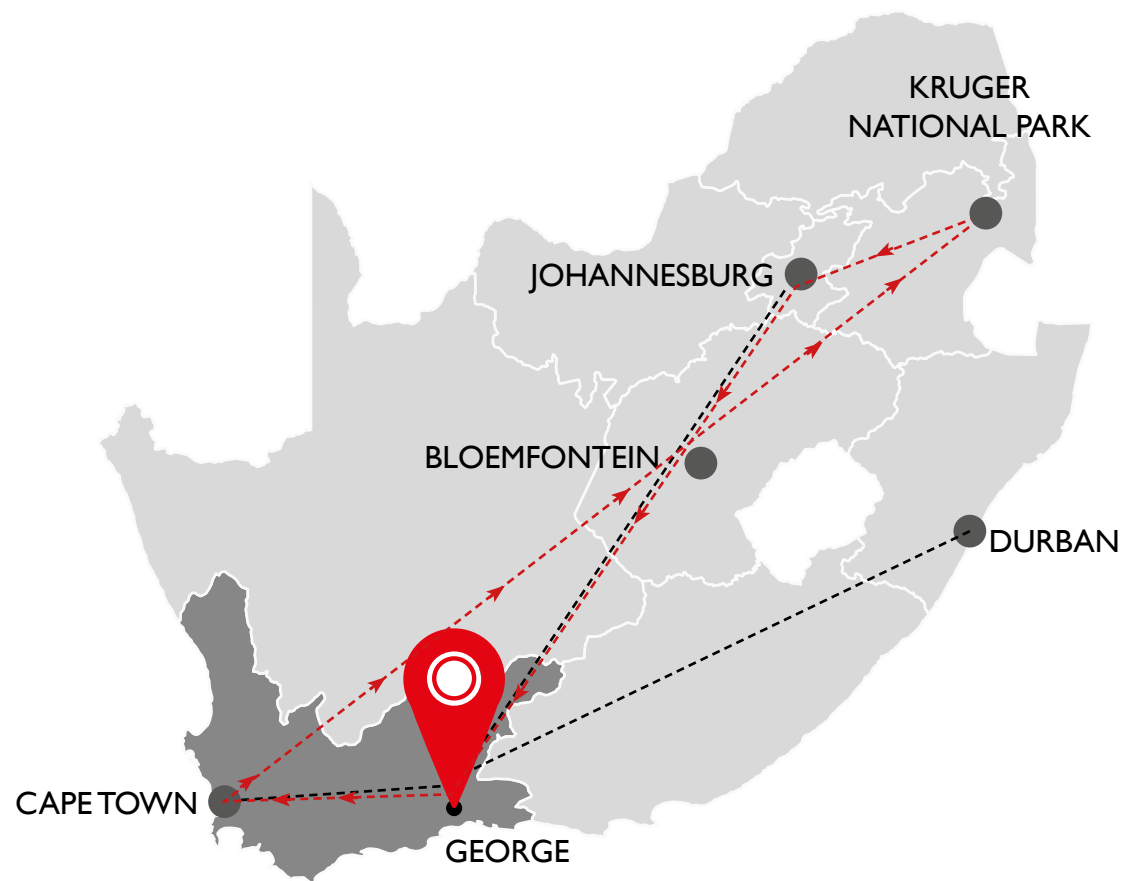 KRUGER
NATIONAL PARK
JOHANNESBURG
BLOEMFONTEIN
DURBAN
CAPE TOWN
GEORGE